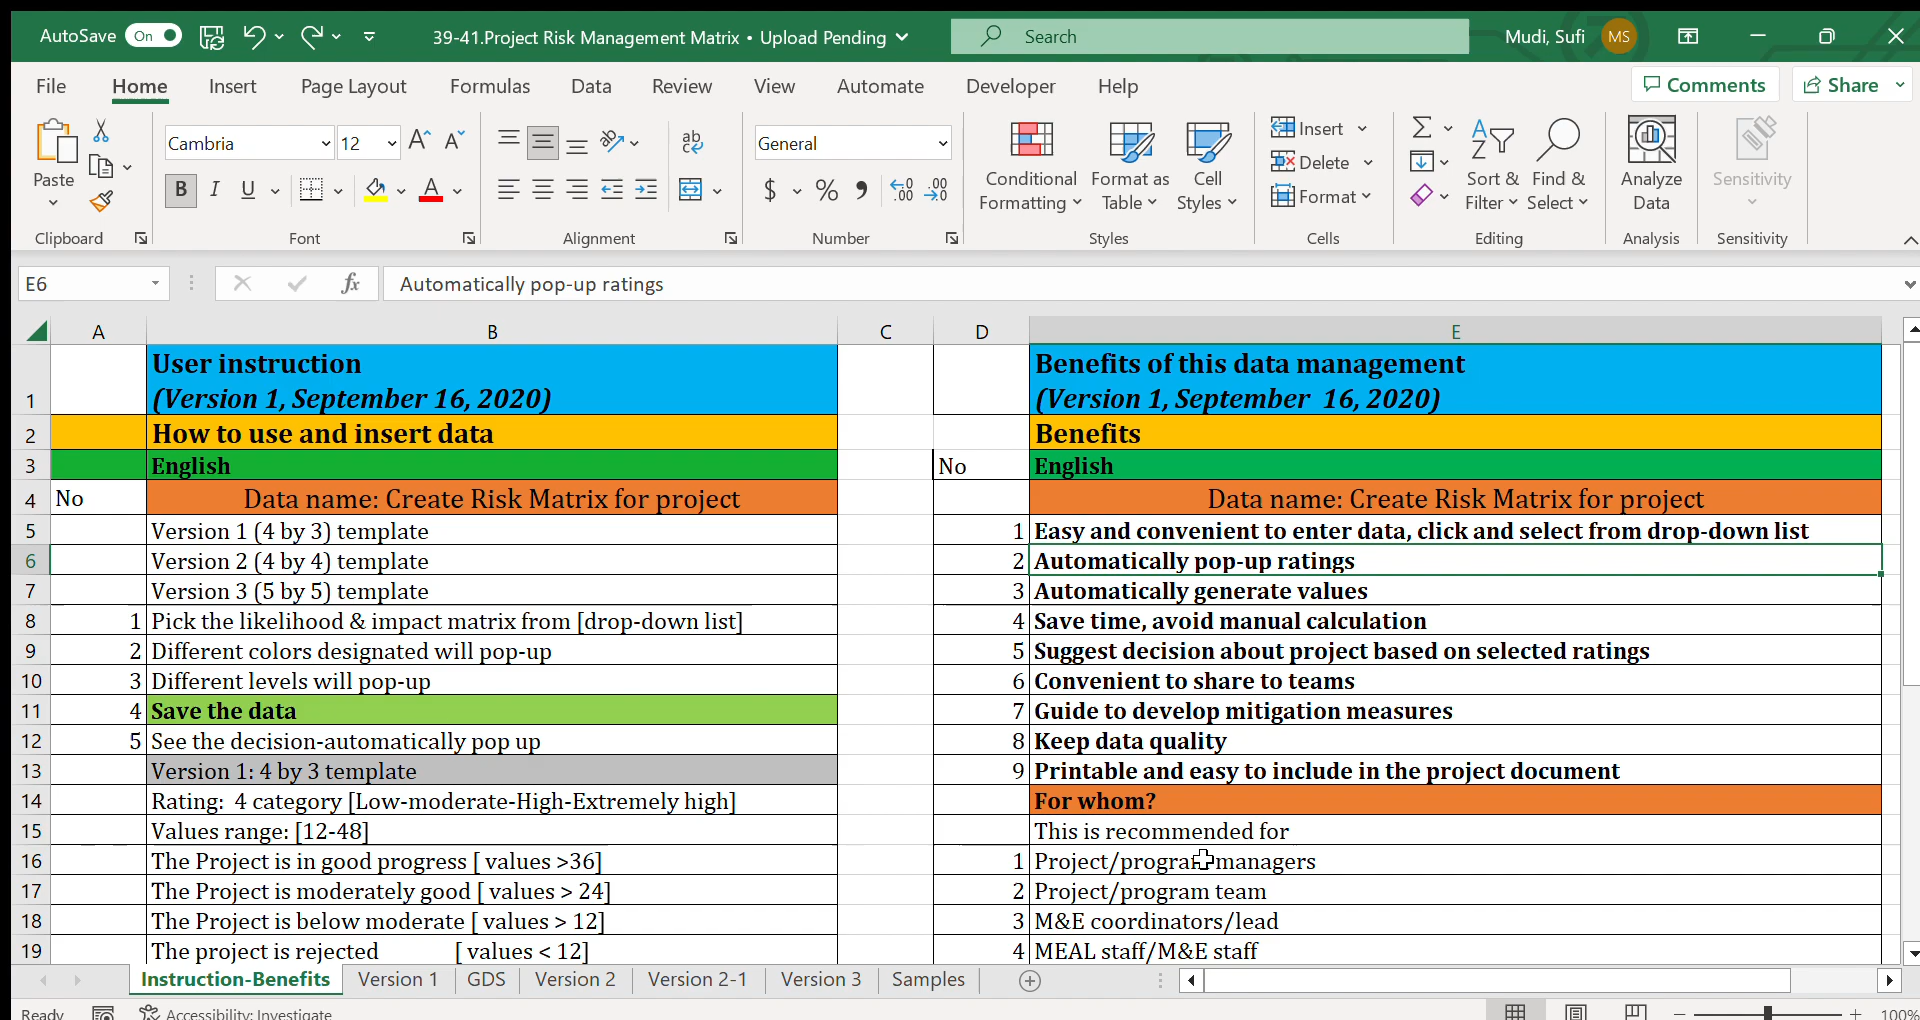 AutoSave On 39-41.Project Risk Management Matrix • Upload Pending Search Mudi, Sufi MS
File Home Insert Page Layout Formulas Data Review View Automate Developer Help Comments Share
Paste
Clipboard
Cambria 12
B I U A
Font
ab
Alignment
General
$ % , .00
Number
Conditional Formatting
Format as Table
Cell Styles
Styles
Insert
Delete
Format
Cells
Sort & Filter
Find & Select
Editing
Analyze Data
Analysis
Sensitivity
Sensitivity
E6 fx Automatically pop-up ratings
A B C D E
1 User instruction Benefits of this data management
(Version 1, September 16, 2020) (Version 1, September 16, 2020)
2 How to use and insert data Benefits
3 English No English
4 No Data name: Create Risk Matrix for project Data name: Create Risk Matrix for project
5 Version 1 (4 by 3) template 1 Easy and convenient to enter data, click and select from drop-down list
6 Version 2 (4 by 4) template 2 Automatically pop-up ratings
7 Version 3 (5 by 5) template 3 Automatically generate values
8 1 Pick the likelihood & impact matrix from [drop-down list] 4 Save time, avoid manual calculation
9 2 Different colors designated will pop-up 5 Suggest decision about project based on selected ratings
10 3 Different levels will pop-up 6 Convenient to share to teams
11 4 Save the data 7 Guide to develop mitigation measures
12 5 See the decision-automatically pop up 8 Keep data quality
13 Version 1: 4 by 3 template 9 Printable and easy to include in the project document
14 Rating: 4 category [Low-moderate-High-Extremely high] For whom?
15 Values range: [12-48] This is recommended for
16 The Project is in good progress [ values >36] 1 Project/program managers
17 The Project is moderately good [ values > 24] 2 Project/program team
18 The Project is below moderate [ values > 12] 3 M&E coordinators/lead
19 The project is rejected [ values < 12] 4 MEAL staff/M&E staff
Instruction-Benefits Version 1 GDS Version 2 Version 2-1 Version 3 Samples
Ready Accessibility: Investigate 100%